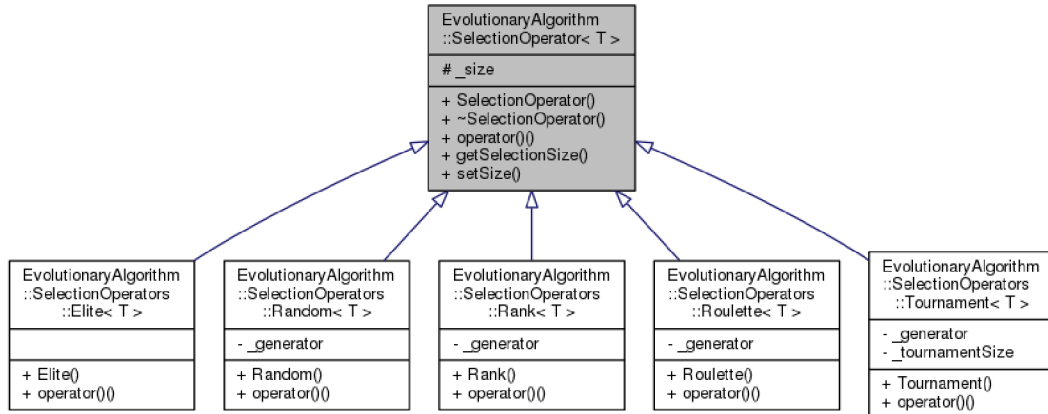 EvolutionaryAlgorithm
::SelectionOperator< T >
# _size
+ SelectionOperator()
+ ~SelectionOperator()
+ operator()()
+ getSelectionSize()
+ setSize()
EvolutionaryAlgorithm
::SelectionOperators
::Elite< T >
+ Elite()
+ operator()()
EvolutionaryAlgorithm
::SelectionOperators
::Random< T >
- _generator
+ Random()
+ operator()()
EvolutionaryAlgorithm
::SelectionOperators
::Rank< T >
- _generator
+ Rank()
+ operator()()
EvolutionaryAlgorithm
::SelectionOperators
::Roulette< T >
- _generator
+ Roulette()
+ operator()()
EvolutionaryAlgorithm
::SelectionOperators
::Tournament< T >
- _generator
- _tournamentSize
+ Tournament()
+ operator()()